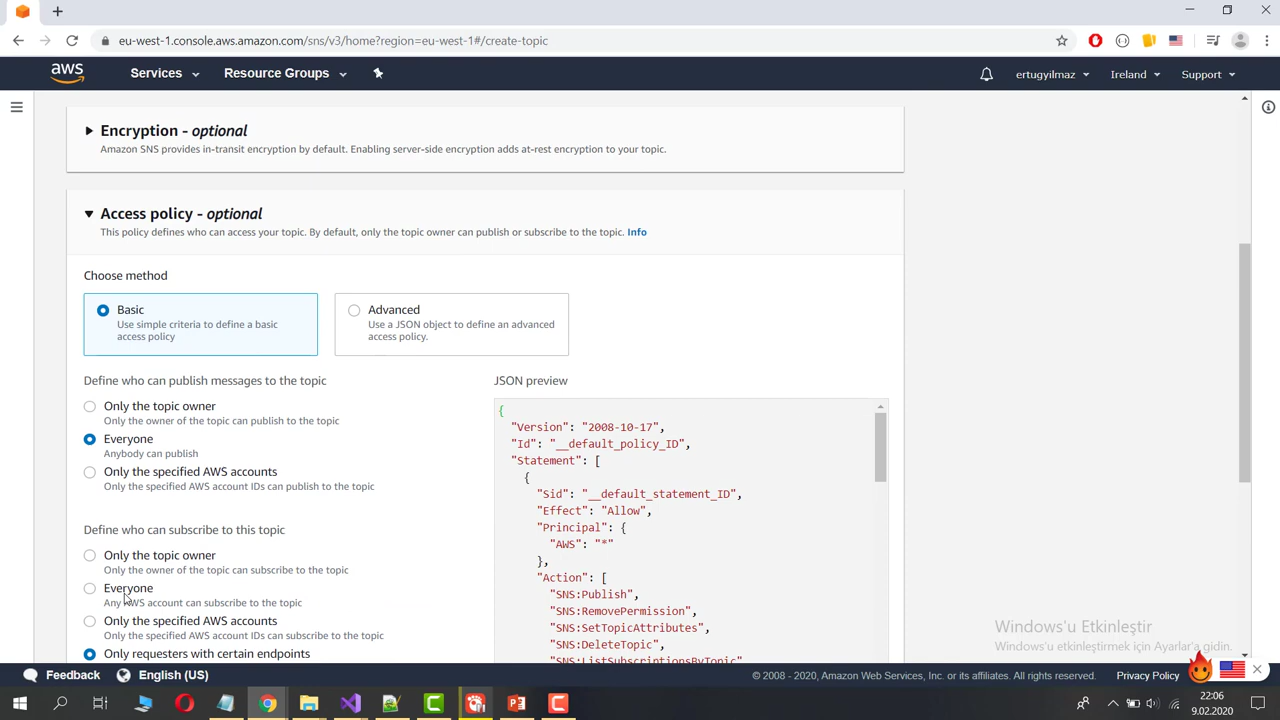 eu-west-1.console.aws.amazon.com/sns/v3/home?region=eu-west-1#/create-topic
aws
Services
Resource Groups
ertugyilmaz
Ireland
Support
Encryption - optional
Amazon SNS provides in-transit encryption by default. Enabling server-side encryption adds at-rest encryption to your topic.
Access policy - optional
This policy defines who can access your topic. By default, only the topic owner can publish or subscribe to the topic. Info
Choose method
Basic
Use simple criteria to define a basic
access policy
Advanced
Use a JSON object to define an advanced
access policy.
Define who can publish messages to the topic
Only the topic owner
Only the owner of the topic can publish to the topic
Everyone
Anybody can publish
Only the specified AWS accounts
Only the specified AWS account IDs can publish to the topic
Define who can subscribe to this topic
Only the topic owner
Only the owner of the topic can subscribe to the topic
Everyone
Any AWS account can subscribe to the topic
Only the specified AWS accounts
Only the specified AWS account IDs can subscribe to the topic
Only requesters with certain endpoints
JSON preview
{
"Version": "2008-10-17",
"Id": "__default_policy_ID",
"Statement": [
{
"Sid": "__default_statement_ID",
"Effect": "Allow",
"Principal": {
"AWS": "*"
},
"Action": [
"SNS:Publish",
"SNS:RemovePermission",
"SNS:SetTopicAttributes",
"SNS:DeleteTopic",
"SNS:ListSubscriptionsByTopic"
Windows'u Etkinleştir
Windows'u etkinleştirmek için Ayarlar'a gidin.
Feedback
English (US)
© 2008 - 2020, Amazon Web Services, Inc. or its affiliates. All rights reserved.
Privacy Policy
22:06
9.02.2020